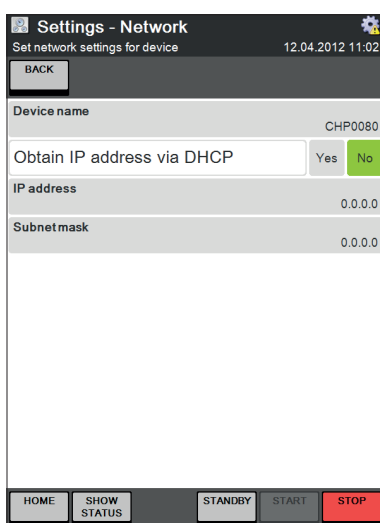 Settings - Network
Set network settings for device 12.04.2012 11:02
BACK
Device name
CHP0080
Obtain IP address via DHCP Yes No
IP address
0.0.0.0
Subnet mask
0.0.0.0
HOME SHOW STATUS STANDBY START STOP